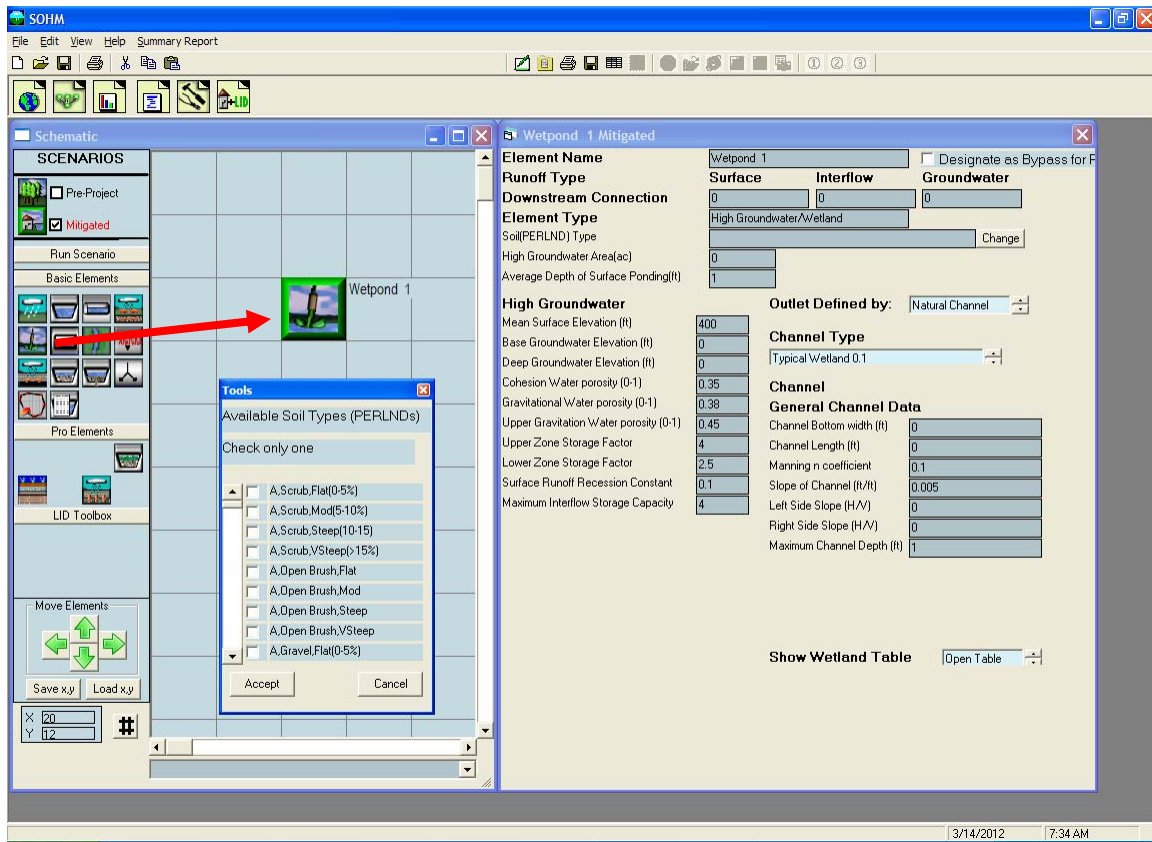 SOHM
File Edit View Help Summary Report
Schematic
SCENARIOS
Pre-Project
Mitigated
Run Scenario
Basic Elements
Pro Elements
LID Toolbox
Move Elements
Save x,y Load x,y
X 20
Y 12
+LID
Wetpond 1
Tools
Available Soil Types (PERLNDs)
Check only one
A,Scrub,Flat(0-5%)
A,Scrub,Mod(5-10%)
A,Scrub,Steep(10-15)
A,Scrub,VSteep(>15%)
A,Open Brush,Flat
A,Open Brush,Mod
A,Open Brush,Steep
A,Open Brush,VSteep
A,Gravel,Flat(0-5%)
Accept Cancel
Wetpond 1 Mitigated
Element Name Wetpond 1 Designate as Bypass for P
Runoff Type Surface Interflow Groundwater
Downstream Connection 0 0 0
Element Type High Groundwater/Wetland
Soil(PERLND) Type Change
High Groundwater Area(ac) 0
Average Depth of Surface Ponding(ft) 1
High Groundwater
Mean Surface Elevation (ft) 400
Base Groundwater Elevation (ft) 0
Deep Groundwater Elevation (ft) 0
Cohesion Water porosity (0-1) 0.35
Gravitational Water porosity (0-1) 0.38
Upper Gravitation Water porosity (0-1) 0.45
Upper Zone Storage Factor 4
Lower Zone Storage Factor 2.5
Surface Runoff Recession Constant 0.1
Maximum Interflow Storage Capacity 4
Outlet Defined by: Natural Channel
Channel Type
Typical Wetland 0.1
Channel
General Channel Data
Channel Bottom width (ft) 0
Channel Length (ft) 0
Manning n coefficient 0.1
Slope of Channel (ft/ft) 0.005
Left Side Slope (H/V) 0
Right Side Slope (H/V) 0
Maximum Channel Depth (ft) 1
Show Wetland Table Open Table
3/14/2012 7:34 AM